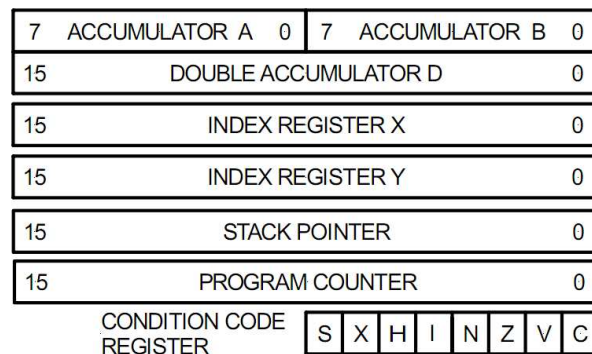 7 ACCUMULATOR A 0 7 ACCUMULATOR B 0
15 DOUBLE ACCUMULATOR D 0
15 INDEX REGISTER X 0
15 INDEX REGISTER Y 0
15 STACK POINTER 0
15 PROGRAM COUNTER 0
CONDITION CODE
REGISTER S X H I N Z V C